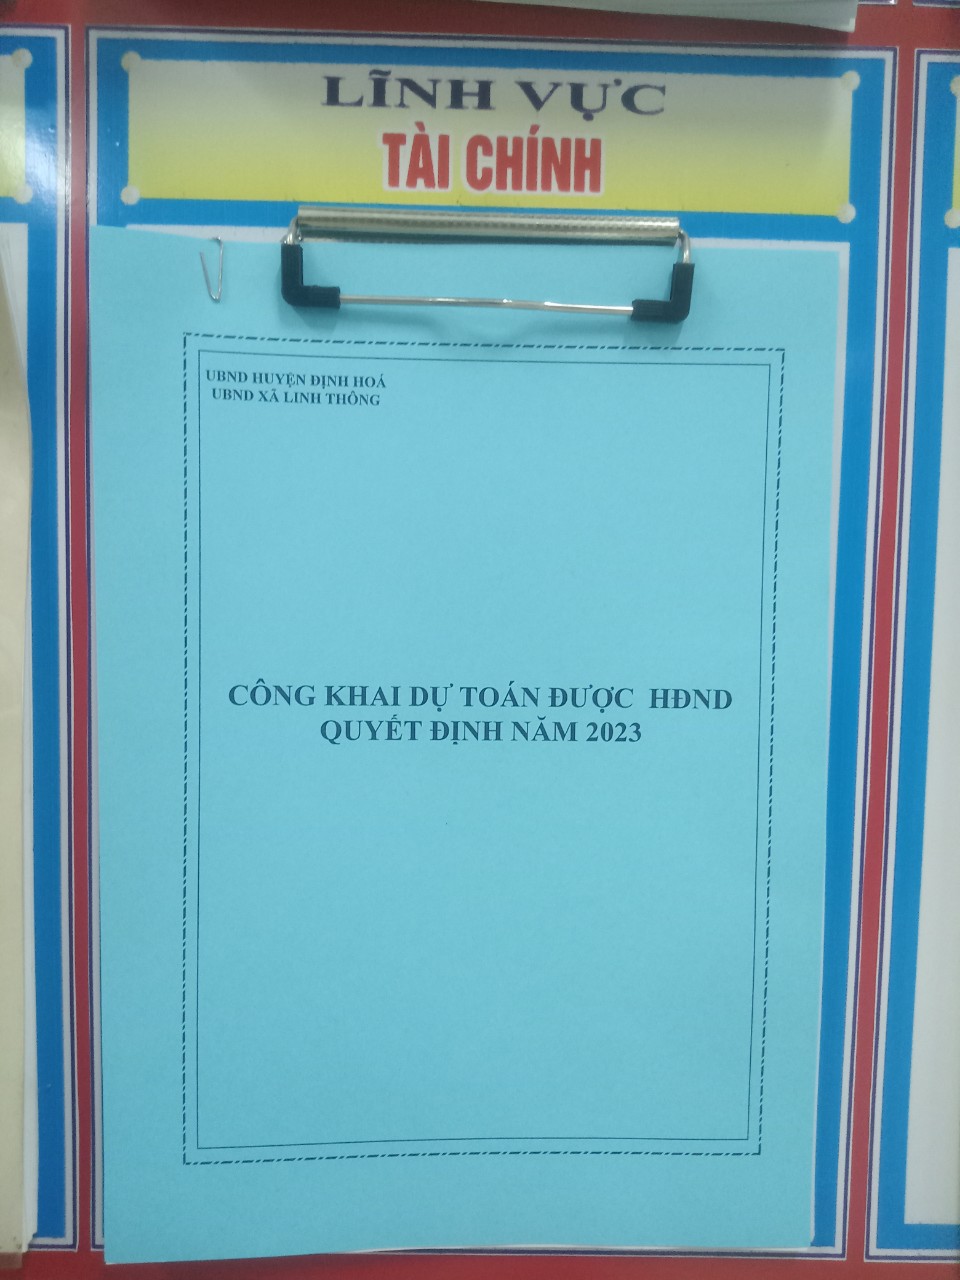 LĨNH VỰC
TÀI CHÍNH
UBND HUYỆN ĐỊNH HOÁ
UBND XÃ LINH THÔNG
CÔNG KHAI DỰ TOÁN ĐƯỢC HĐND
QUYẾT ĐỊNH NĂM 2023